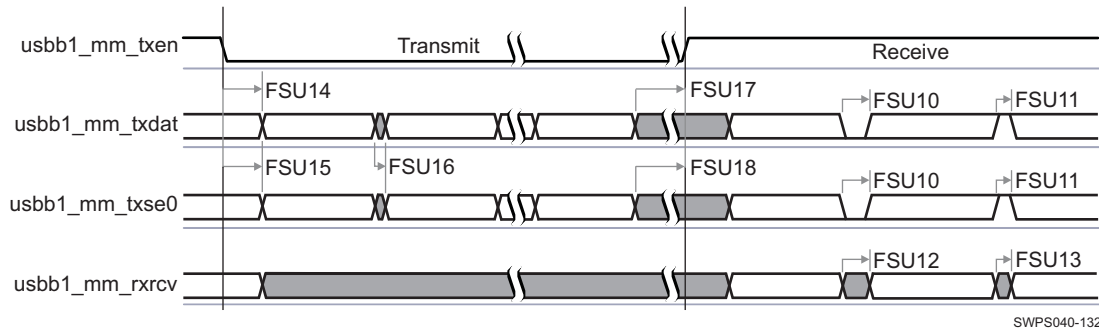 usbb1_mm_txen
Transmit
Receive
FSU14
FSU17
FSU10
FSU11
usbb1_mm_txdat
FSU15
FSU16
FSU18
FSU10
FSU11
usbb1_mm_txse0
FSU12
FSU13
usbb1_mm_rxrcv
SWPS040-132